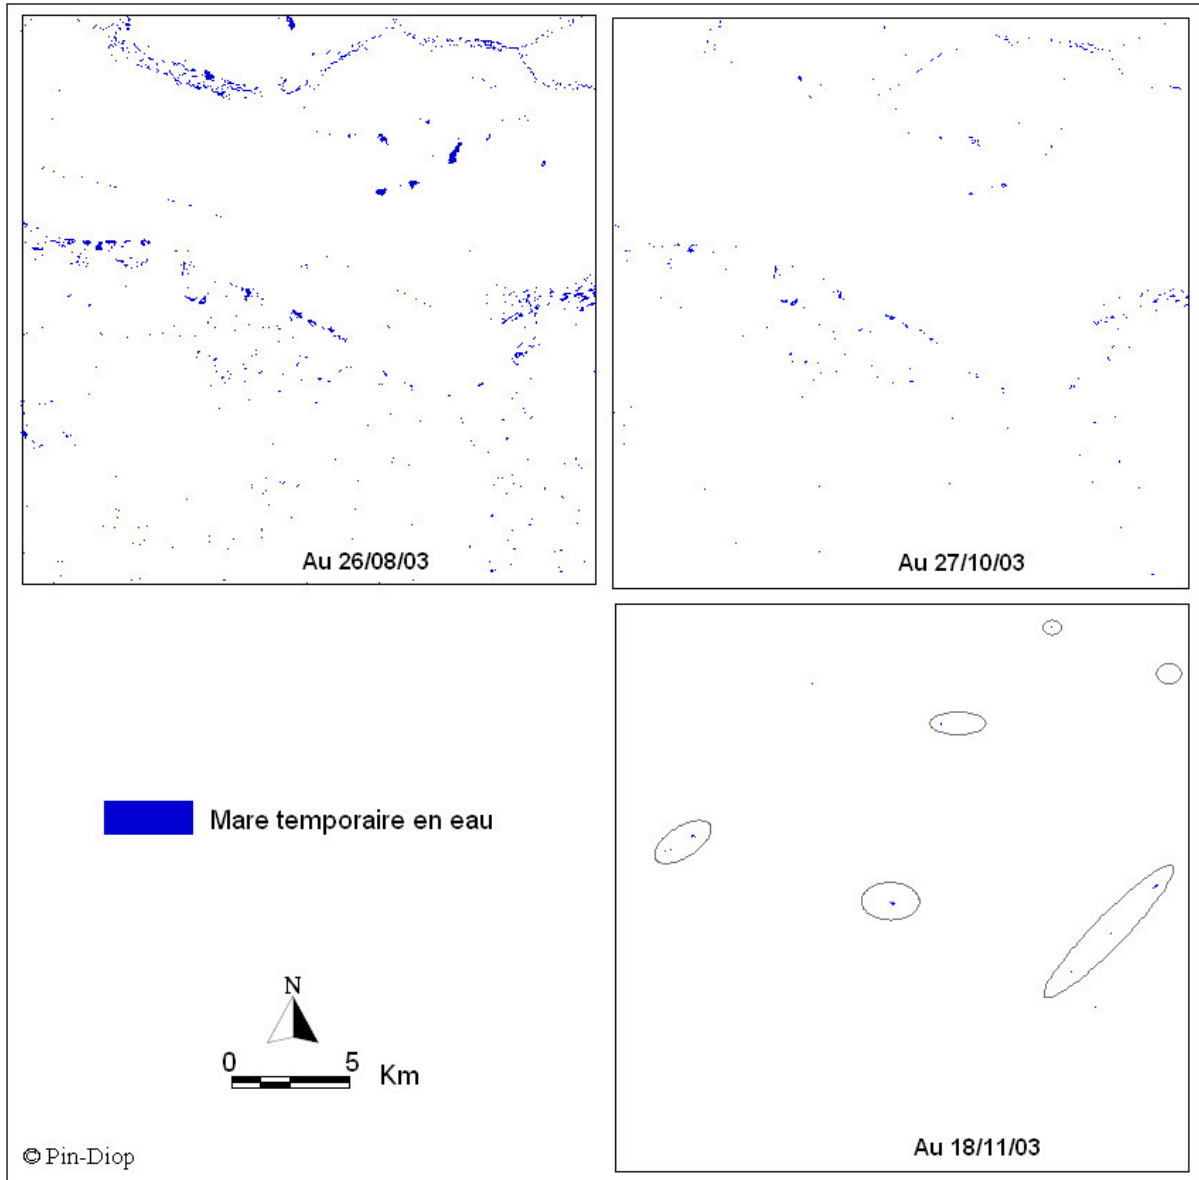 Au 26/08/03
Au 27/10/03
Mare temporaire en eau
N
0 5 Km
Au 18/11/03
© Pin-Diop